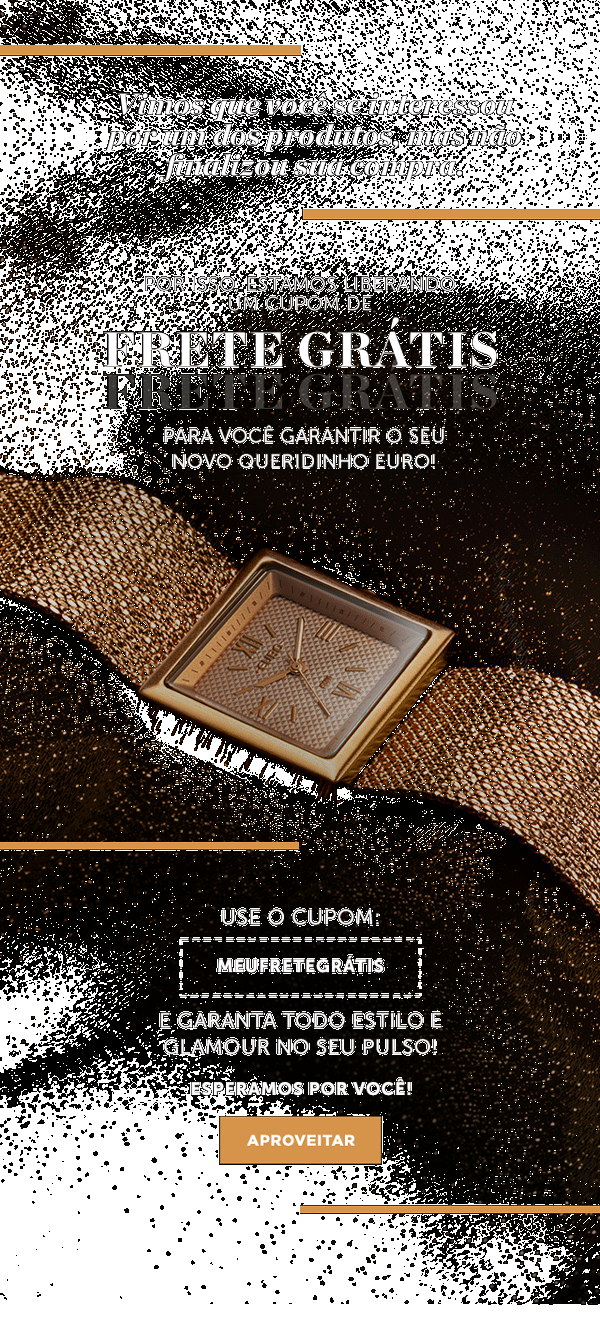 Vimos que você se interessou
por um dos produtos, mas não
finalizou sua compra.
POR ISSO, ESTAMOS LIBERANDO
UM CUPOM DE
FRETE GRÁTIS
FRETE GRÁTIS
PARA VOCÊ GARANTIR O SEU
NOVO QUERIDINHO EURO!
EURO
USE O CUPOM:
MEUFRETEGRÁTIS
E GARANTA TODO ESTILO E
GLAMOUR NO SEU PULSO!
ESPERAMOS POR VOCÊ!
APROVEITAR